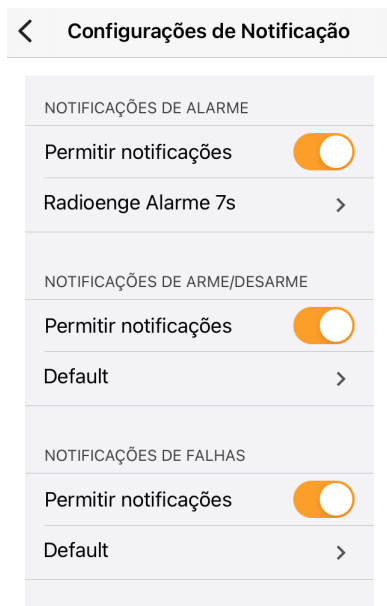 Configurações de Notificação
NOTIFICAÇÕES DE ALARME
Permitir notificações
Radioenge Alarme 7s
NOTIFICAÇÕES DE ARME/DESARME
Permitir notificações
Default
NOTIFICAÇÕES DE FALHAS
Permitir notificações
Default